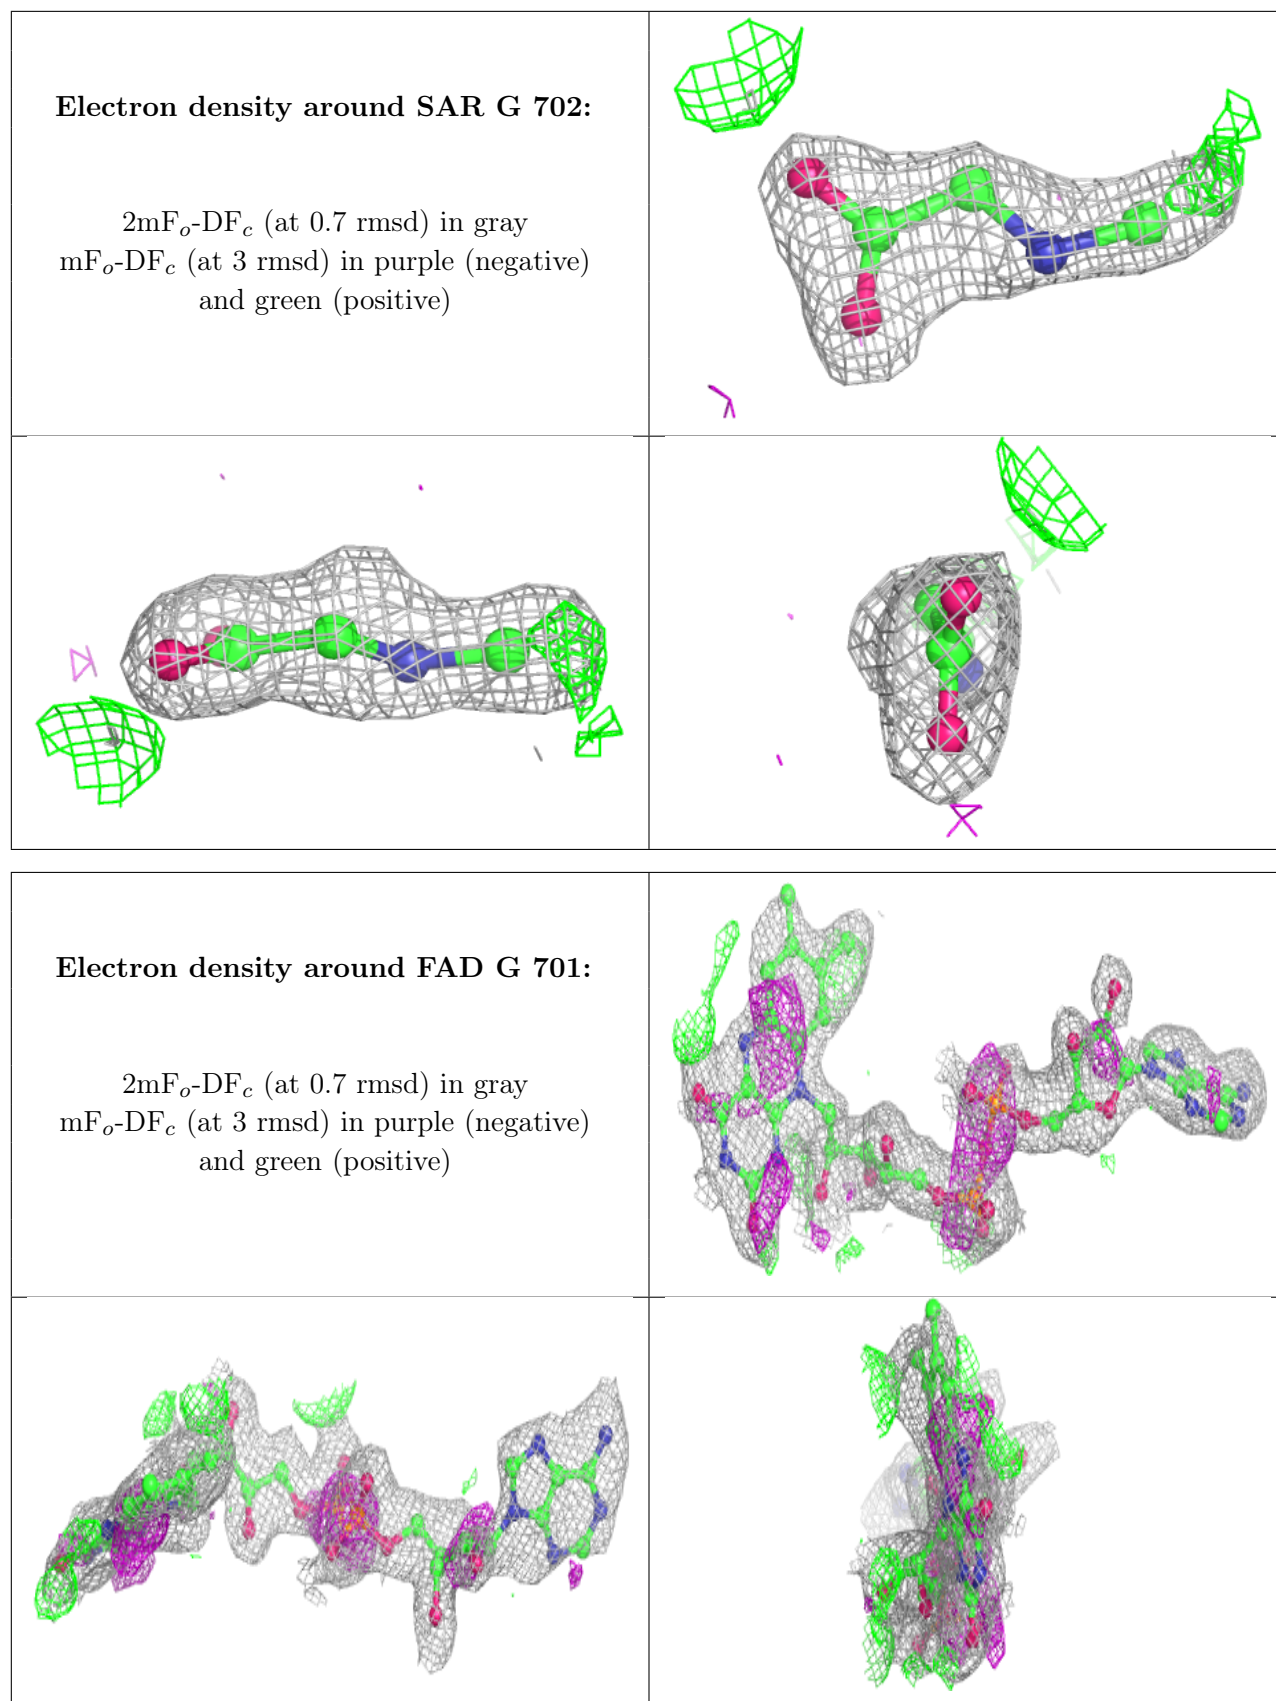 Electron density around SAR G 702:
2mFₒ-DF𝒸 (at 0.7 rmsd) in gray
mFₒ-DF𝒸 (at 3 rmsd) in purple (negative)
and green (positive)
Electron density around FAD G 701:
2mFₒ-DF𝒸 (at 0.7 rmsd) in gray
mFₒ-DF𝒸 (at 3 rmsd) in purple (negative)
and green (positive)